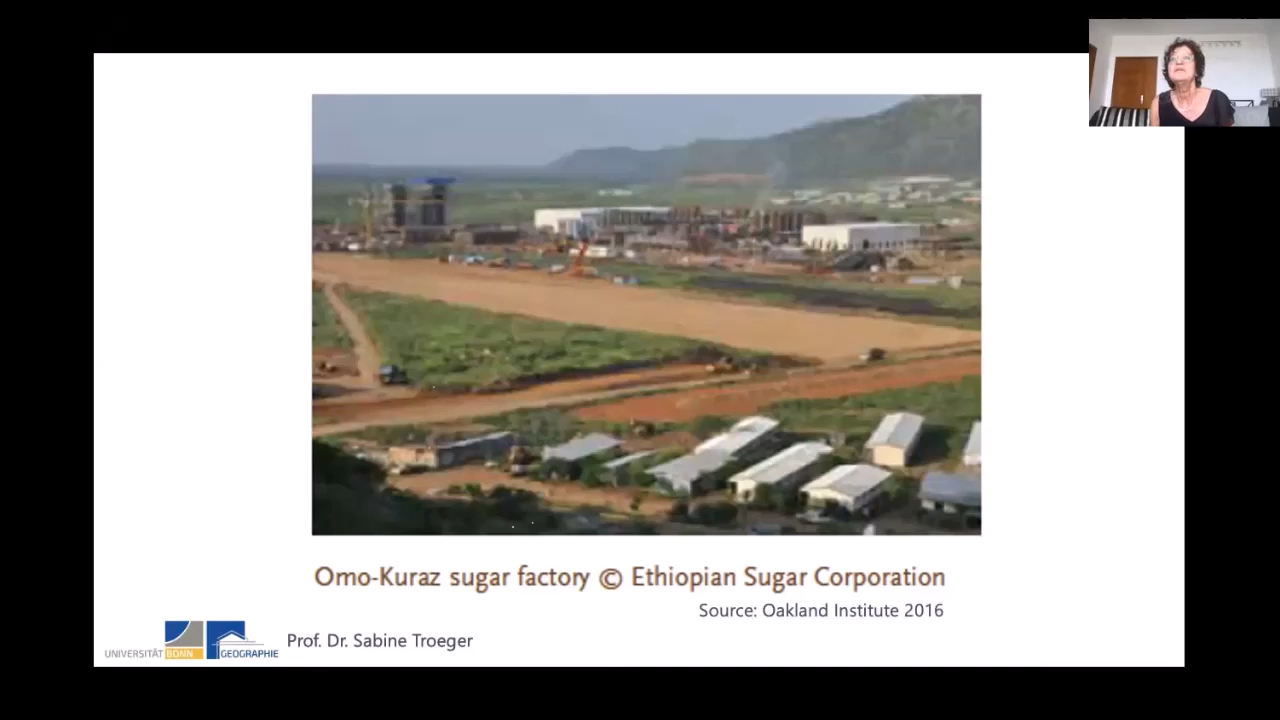 Omo-Kuraz sugar factory © Ethiopian Sugar Corporation
Source: Oakland Institute 2016
UNIVERSITÄT BONN GEOGRAPHIE
Prof. Dr. Sabine Troeger